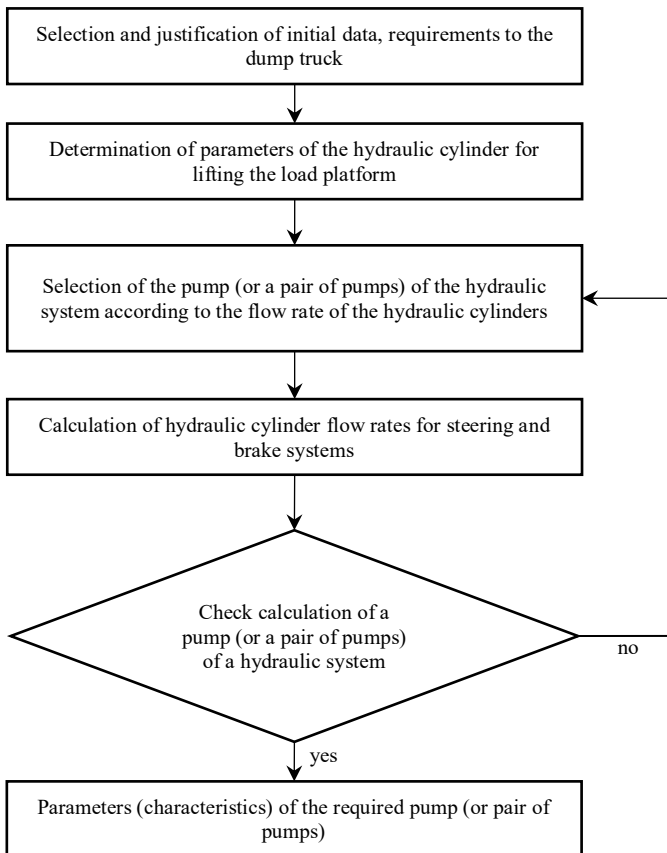 Selection and justification of initial data, requirements to the
dump truck
Determination of parameters of the hydraulic cylinder for
lifting the load platform
Selection of the pump (or a pair of pumps) of the hydraulic
system according to the flow rate of the hydraulic cylinders
Calculation of hydraulic cylinder flow rates for steering and
brake systems
Check calculation of a
pump (or a pair of pumps)
of a hydraulic system
no
yes
Parameters (characteristics) of the required pump (or pair of
pumps)